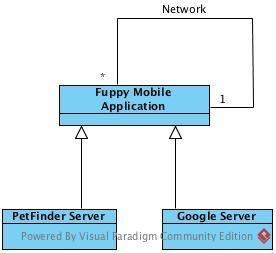 Network
*
Fuppy Mobile
Application
1
PetFinder Server
Google Server
Powered By Visual Paradigm Community Edition